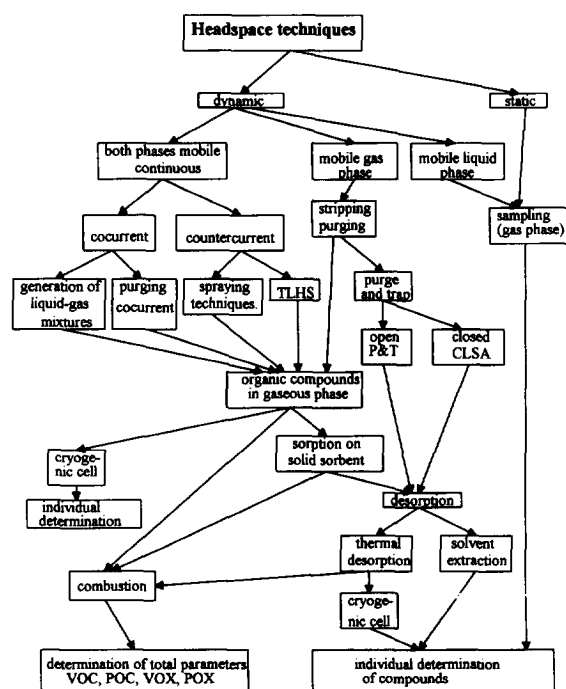 Headspace techniques
dynamic
static
both phases mobile
continuous
mobile gas
phase
mobile liquid
phase
stripping
purging
sampling
(gas phase)
cocurrent
countercurrent
generation of
liquid-gas
mixtures
purging
cocurrent
spraying
techniques.
TLHS
purge
and trap
open
P&T
closed
CLSA
organic compounds
in gaseous phase
cryoge-
nic cell
sorption on
solid sorbent
individual
determination
desorption
thermal
desorption
solvent
extraction
combustion
cryoge-
nic cell
determination of total parameters
VOC, POC, VOX, POX
individual determination
of compounds